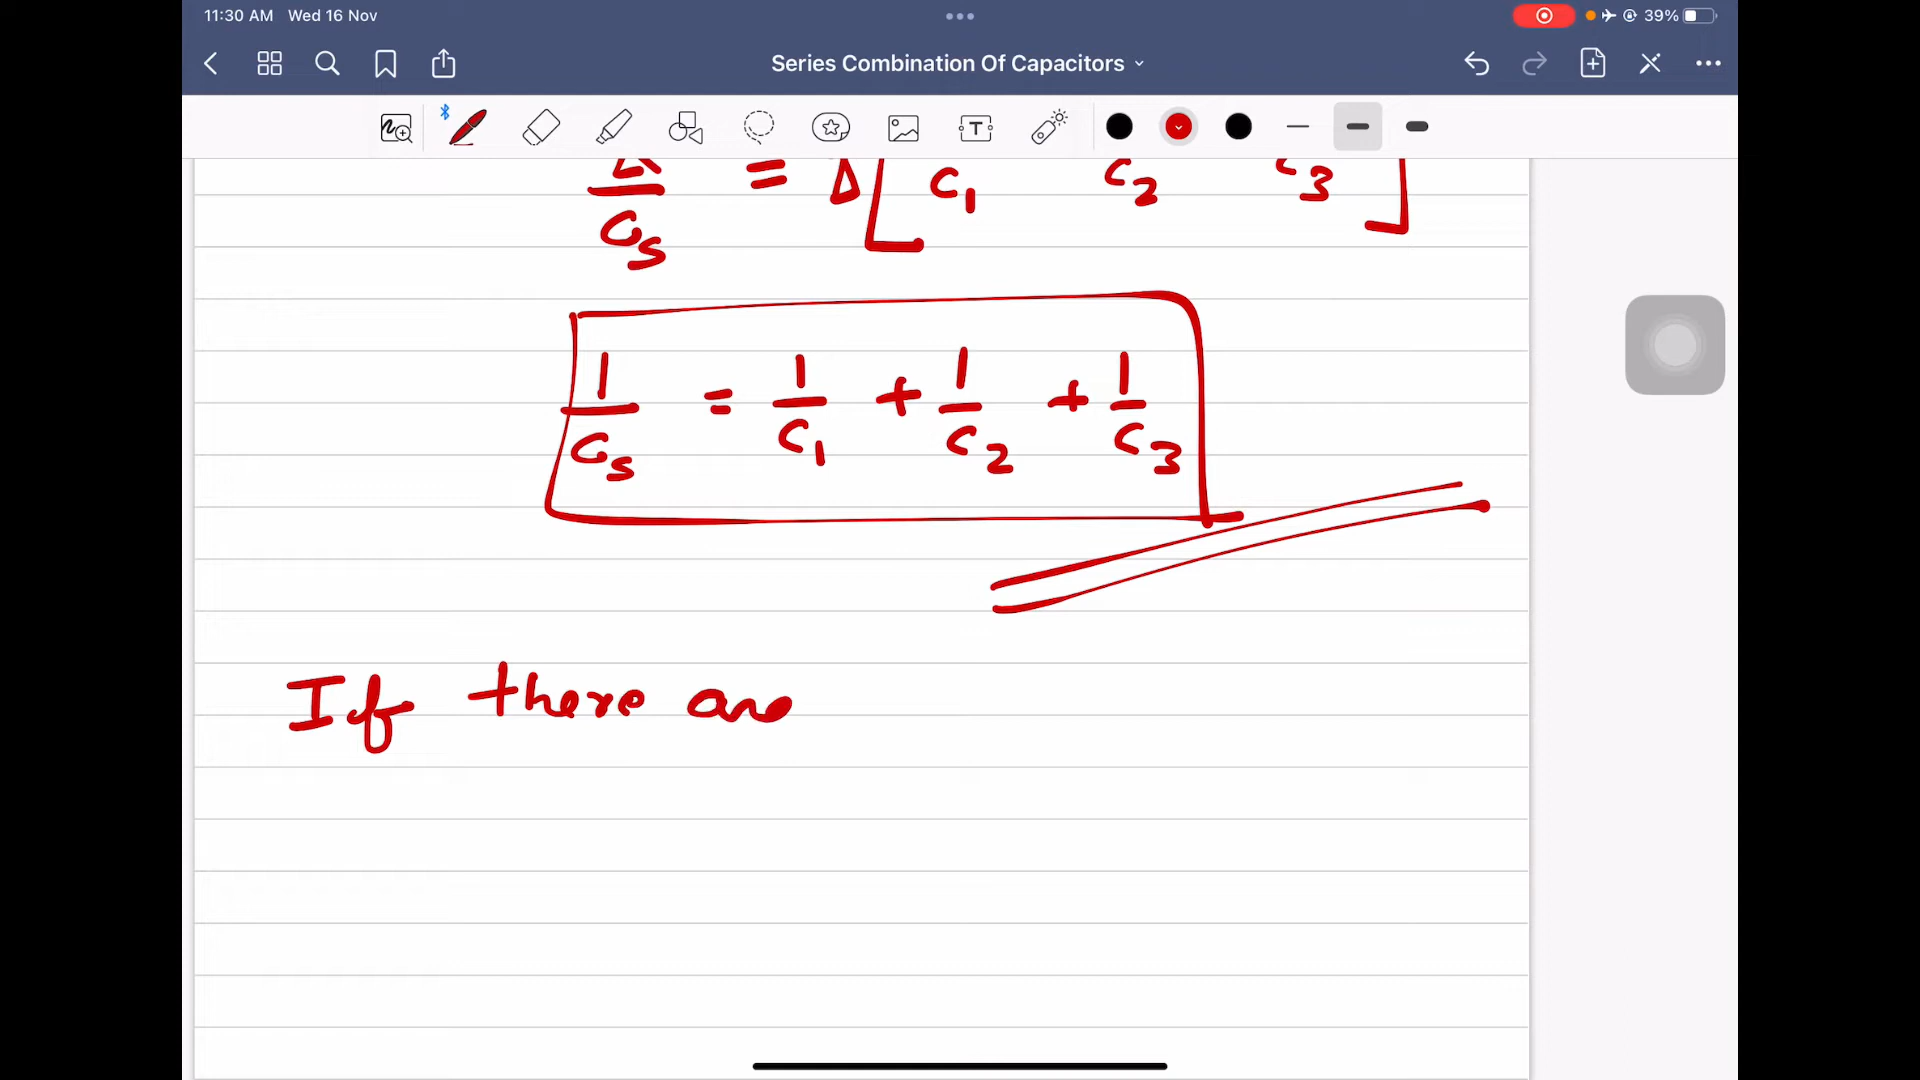 11:30 AM Wed 16 Nov
39%
Series Combination Of Capacitors
T
= [ C1 C2 C3 ]
Cs
1/Cs = 1/C1 + 1/C2 + 1/C3
If there are